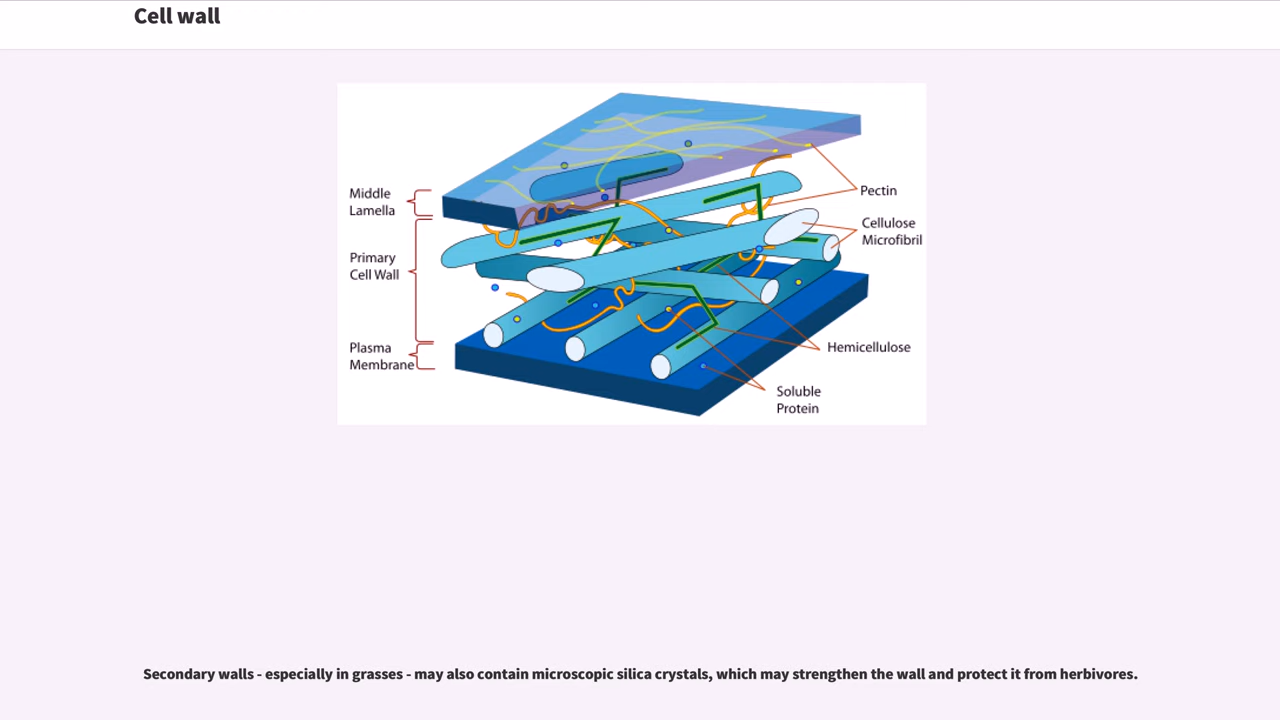 Cell wall
Middle
Lamella
Primary
Cell Wall
Plasma
Membrane
Pectin
Cellulose
Microfibril
Hemicellulose
Soluble
Protein
Secondary walls - especially in grasses - may also contain microscopic silica crystals, which may strengthen the wall and protect it from herbivores.